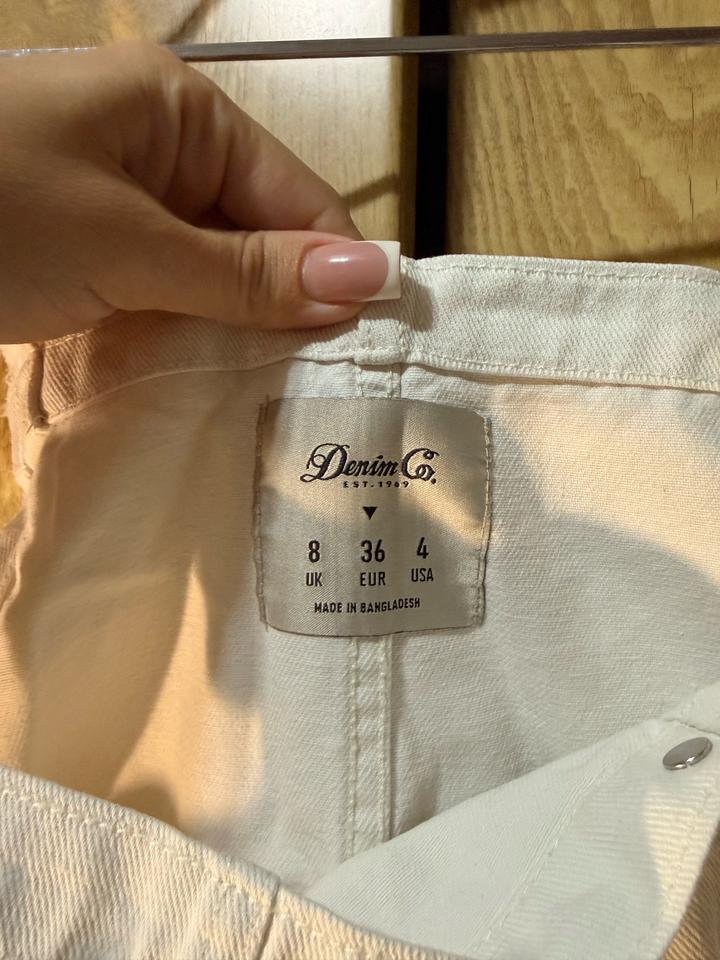 Denim Co.
EST. 1969
8 36 4
UK EUR USA
MADE IN BANGLADESH